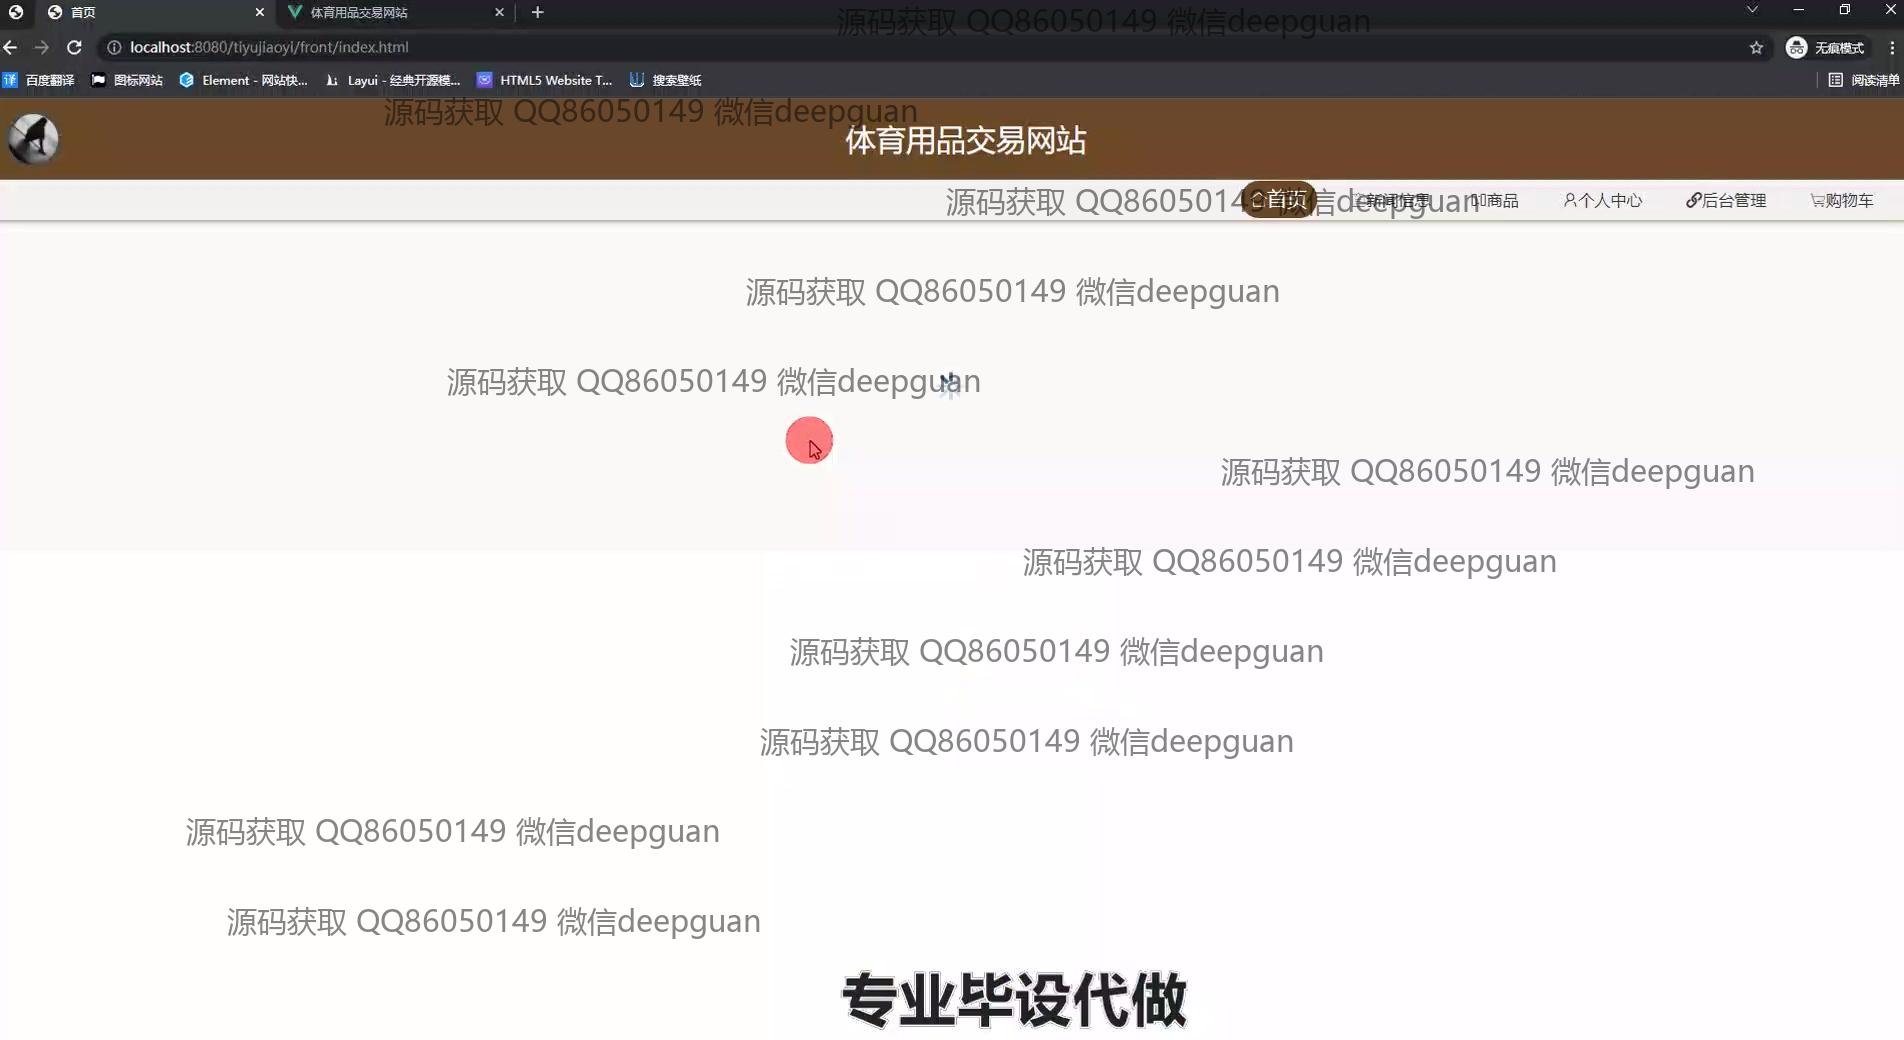 首页
体育用品交易网站
源码获取 QQ86050149 微信deepguan
localhost:8080/tiyujiaoyi/front/index.html
无痕模式
百度翻译
图标网站
Element - 网站快...
Layui - 经典开源模...
HTML5 Website T...
搜索壁纸
阅读清单
源码获取 QQ86050149 微信deepguan
体育用品交易网站
源码获取 QQ86050149 微信deepguan
首页
新闻信息
商品
个人中心
后台管理
购物车
源码获取 QQ86050149 微信deepguan
源码获取 QQ86050149 微信deepguan
源码获取 QQ86050149 微信deepguan
源码获取 QQ86050149 微信deepguan
源码获取 QQ86050149 微信deepguan
源码获取 QQ86050149 微信deepguan
源码获取 QQ86050149 微信deepguan
源码获取 QQ86050149 微信deepguan
专业毕设代做